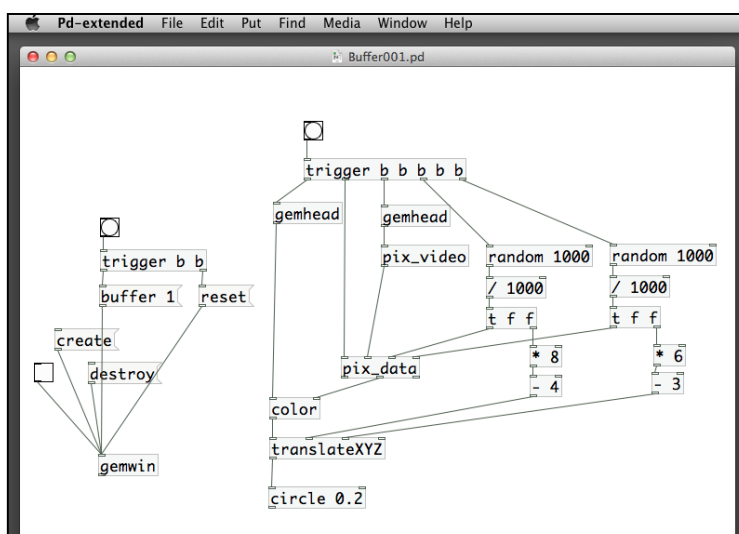 Pd-extended File Edit Put Find Media Window Help
Buffer001.pd
trigger b b b b b
gemhead
gemhead
trigger b b
pix_video
random 1000
random 1000
buffer 1
reset
/ 1000
/ 1000
t f f
t f f
create
destroy
pix_data
* 8
* 6
- 4
- 3
color
translateXYZ
gemwin
circle 0.2